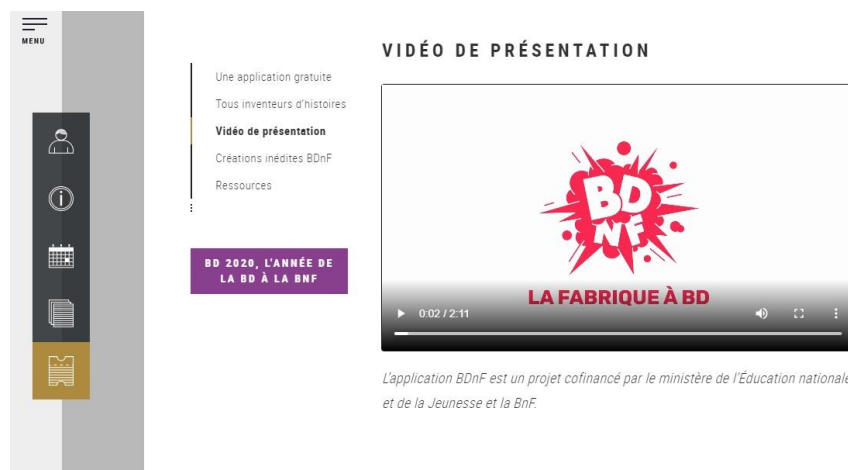 MENU
VIDÉO DE PRÉSENTATION
Une application gratuite
Tous inventeurs d'histoires
Vidéo de présentation
Créations inédites BDnF
Ressources
BD 2020, L'ANNÉE DE
LA BD À LA BNF
BD
NF
LA FABRIQUE À BD
0:02 / 2:11
L'application BDnF est un projet cofinancé par le ministère de l'Éducation nationale
et de la Jeunesse et la BnF.